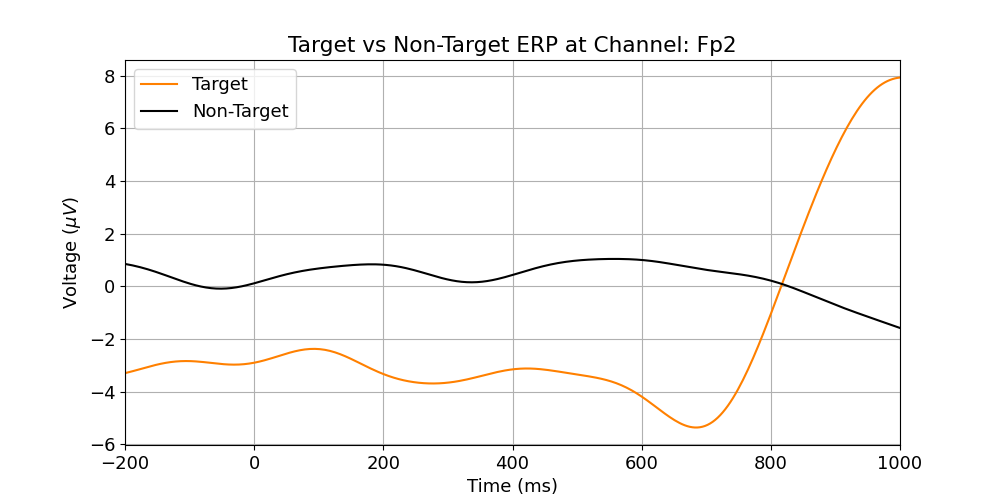 Target vs Non-Target ERP at Channel: Fp2
Target
Non-Target
8
6
4
2
0
−2
−4
−6
Voltage (μV)
−200 0 200 400 600 800 1000
Time (ms)